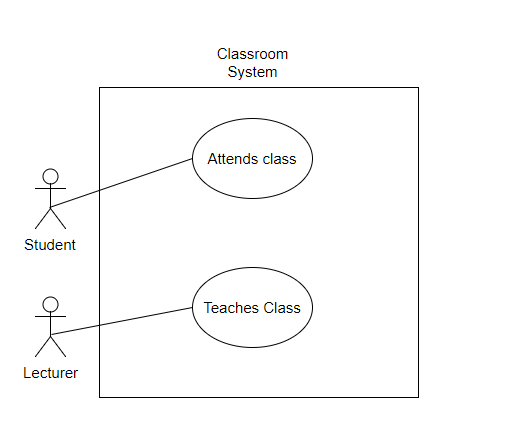 Classroom
System
Attends class
Student
Teaches Class
Lecturer